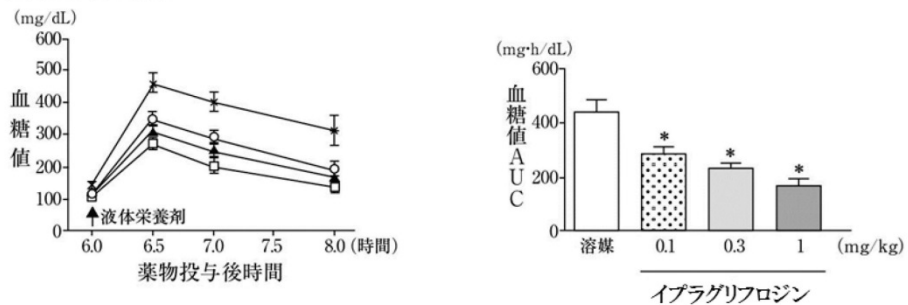 (mg/dL)
600
500
400
300
200
100
0
血糖値
液体栄養剤
6.0 6.5 7.0 7.5 8.0 (時間)
薬物投与後時間
(mg·h/dL)
600
400
200
0
血糖値AUC
* * *
溶媒 0.1 0.3 1 (mg/kg)
イプラグリフロジン